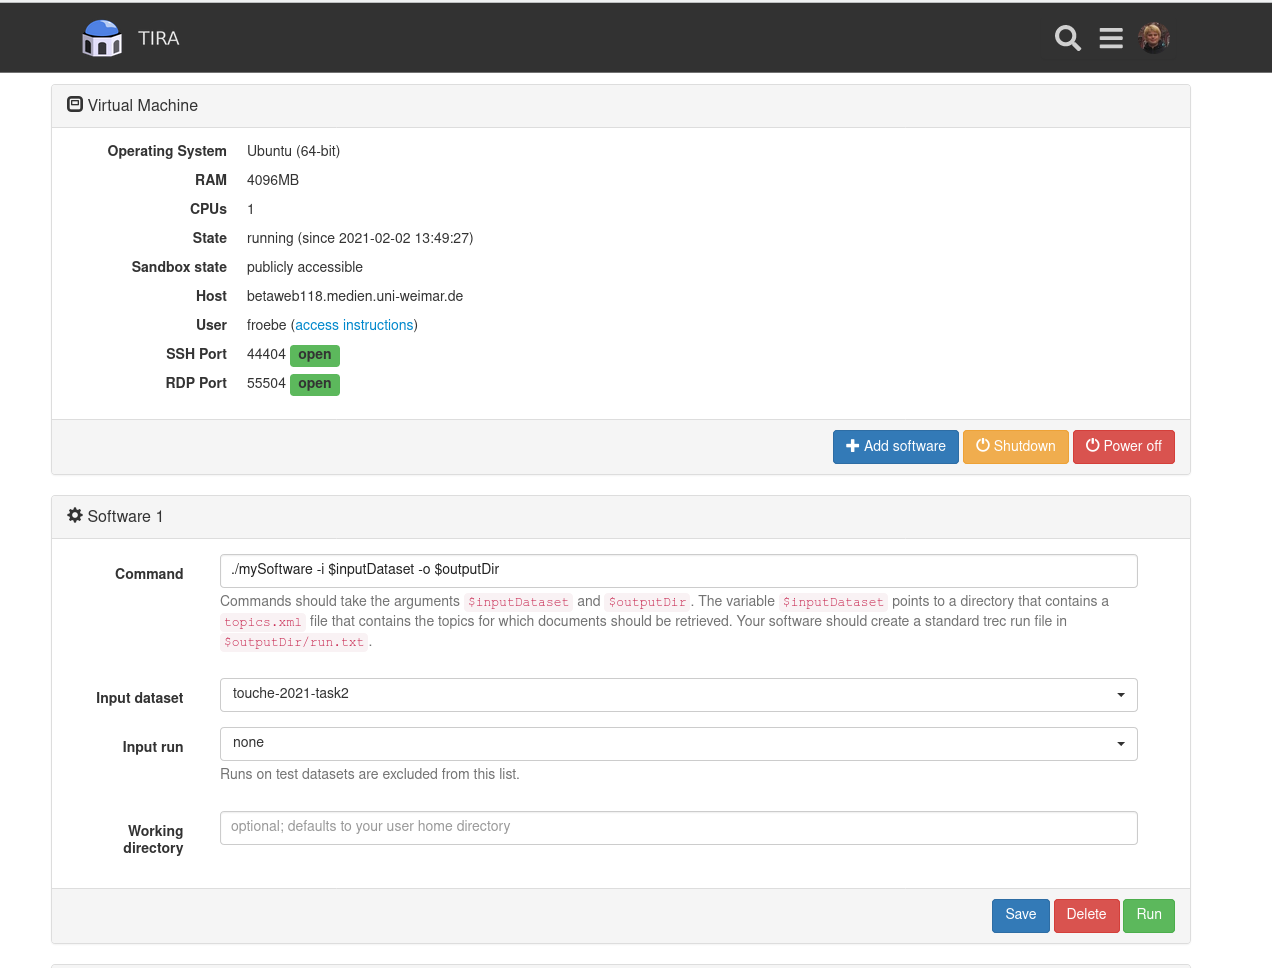 TIRA
Virtual Machine
Operating System Ubuntu (64-bit)
RAM 4096MB
CPUs 1
State running (since 2021-02-02 13:49:27)
Sandbox state publicly accessible
Host betaweb118.medien.uni-weimar.de
User froebe (access instructions)
SSH Port 44404 open
RDP Port 55504 open
Add software Shutdown Power off
Software 1
Command ./mySoftware -i $inputDataset -o $outputDir
Commands should take the arguments $inputDataset and $outputDir. The variable $inputDataset points to a directory that contains a
topics.xml file that contains the topics for which documents should be retrieved. Your software should create a standard trec run file in
$outputDir/run.txt.
Input dataset touche-2021-task2
Input run none
Runs on test datasets are excluded from this list.
Working
directory
optional; defaults to your user home directory
Save Delete Run